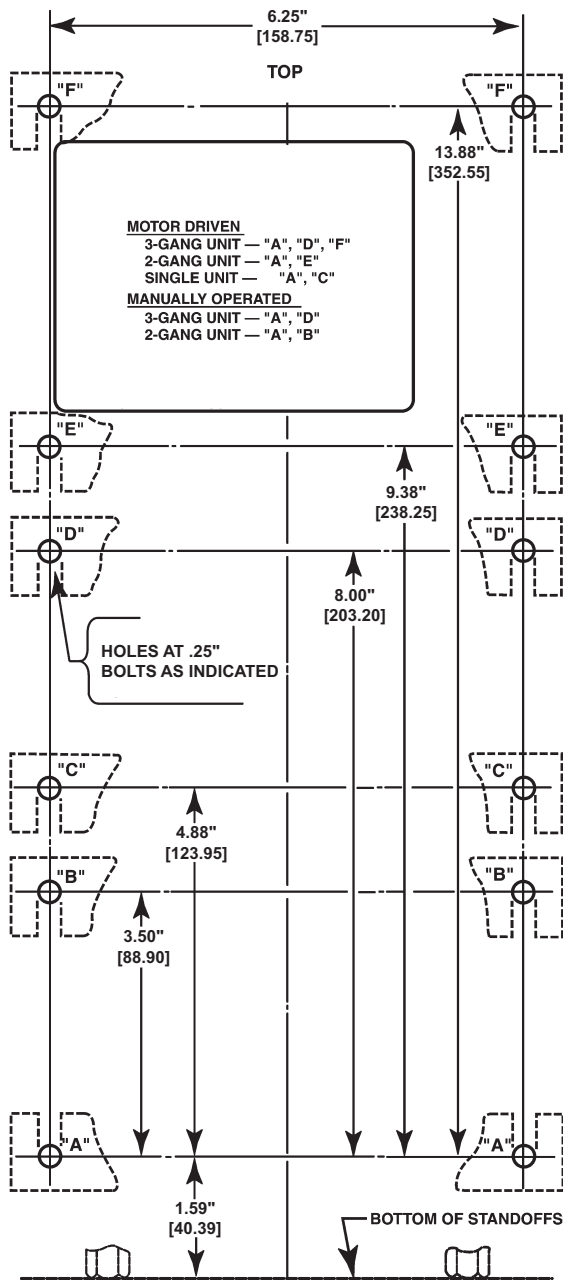 6.25"
[158.75]
TOP
"F"
"F"
13.88"
[352.55]
MOTOR DRIVEN
3-GANG UNIT — "A", "D", "F"
2-GANG UNIT — "A", "E"
SINGLE UNIT — "A", "C"
MANUALLY OPERATED
3-GANG UNIT — "A", "D"
2-GANG UNIT — "A", "B"
"E"
"E"
9.38"
[238.25]
"D"
"D"
8.00"
[203.20]
HOLES AT .25"
BOLTS AS INDICATED
"C"
"C"
4.88"
[123.95]
"B"
"B"
3.50"
[88.90]
"A"
"A"
1.59"
[40.39]
BOTTOM OF STANDOFFS